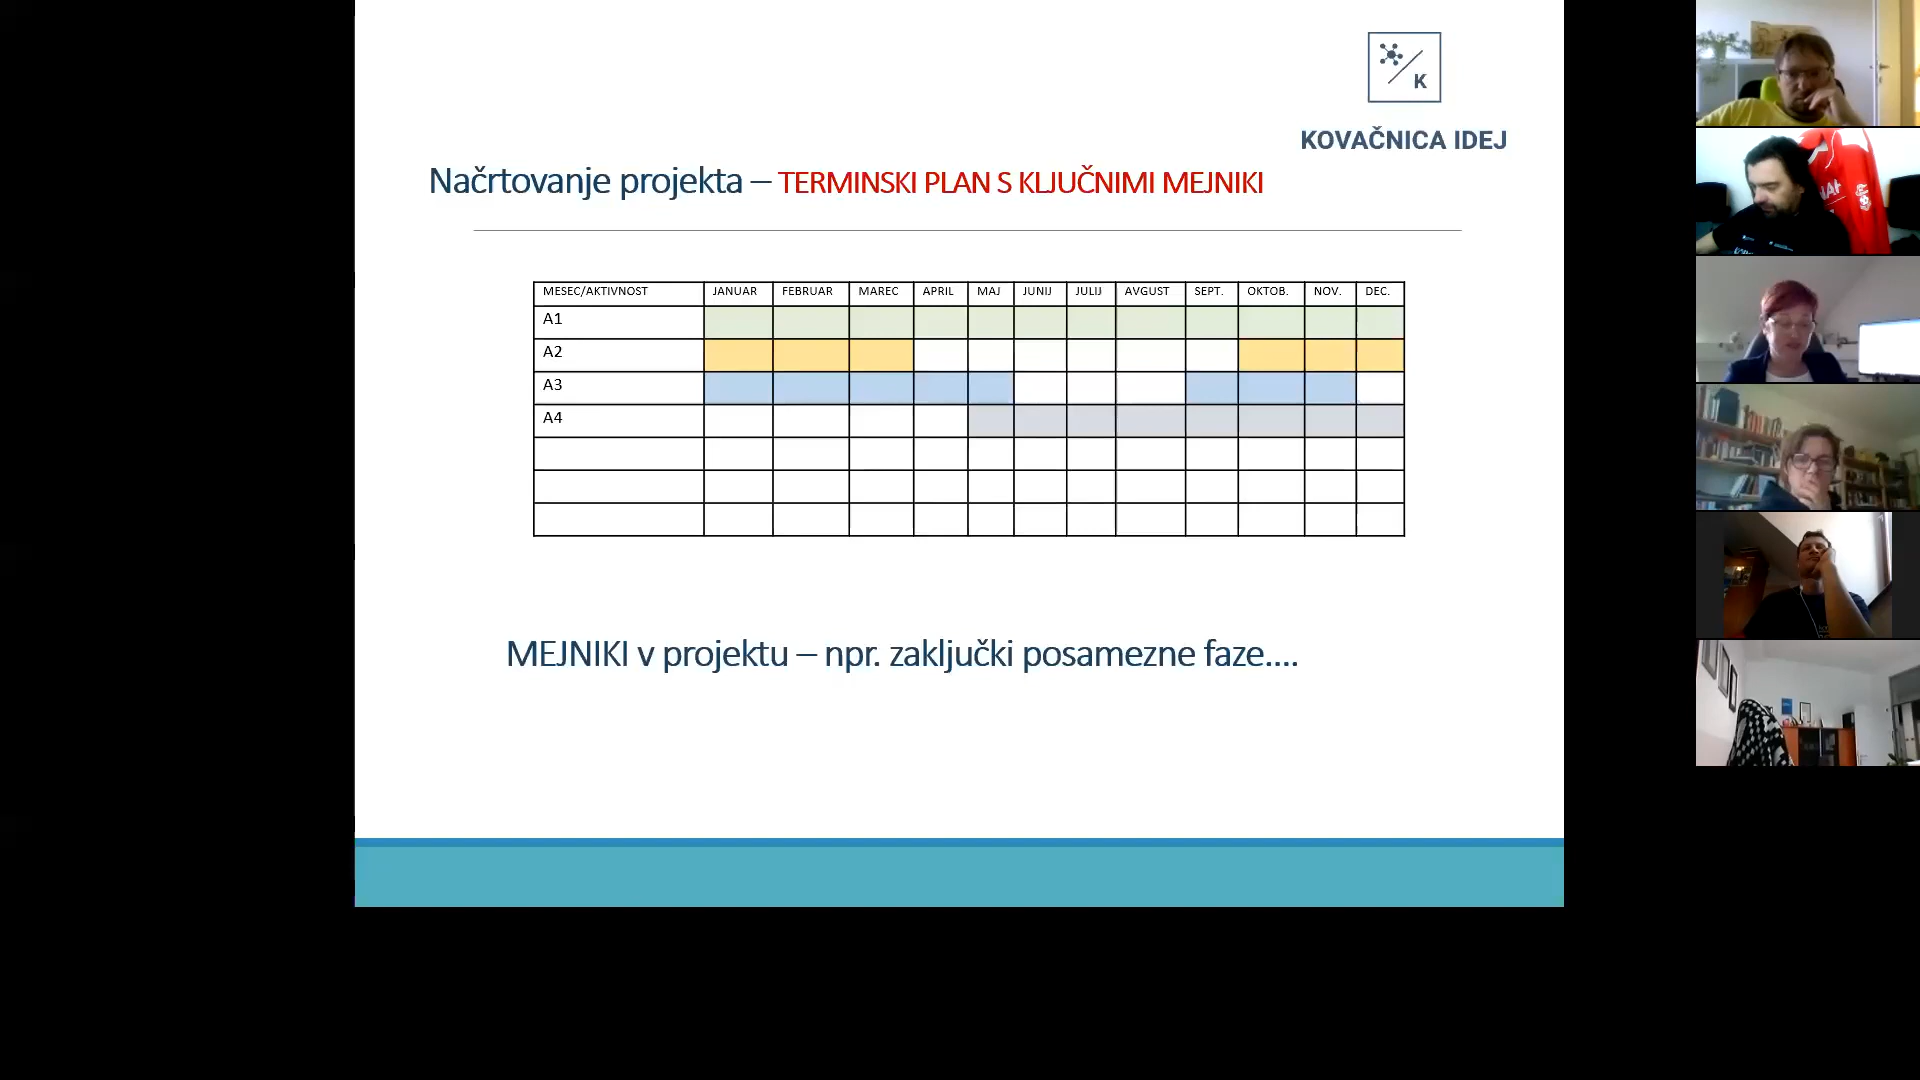 K
KOVAČNICA IDEJ
Načrtovanje projekta – TERMINSKI PLAN S KLJUČNIMI MEJNIKI
MESEC/AKTIVNOST JANUAR FEBRUAR MAREC APRIL MAJ JUNIJ JULIJ AVGUST SEPT. OKTOB. NOV. DEC.
A1
A2
A3
A4
MEJNIKI v projektu – npr. zaključki posamezne faze....